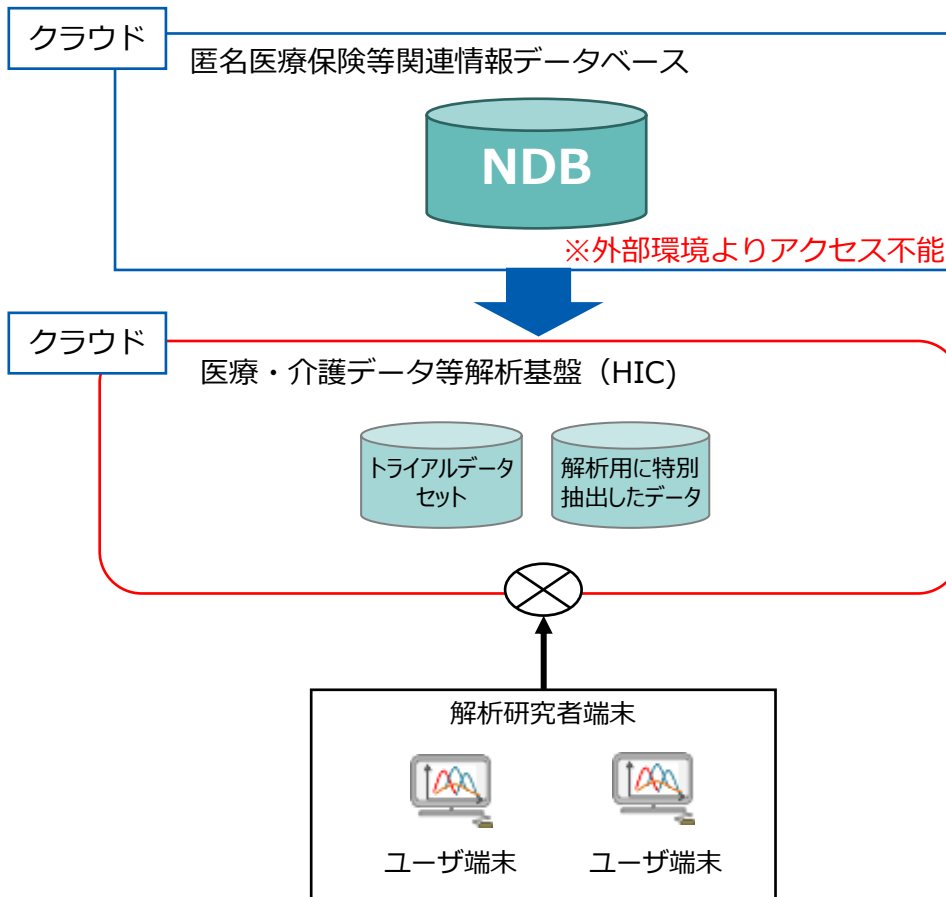 クラウド
匿名医療保険等関連情報データベース
NDB
※外部環境よりアクセス不能
クラウド
医療・介護データ等解析基盤（HIC)
トライアルデータ
セット
解析用に特別
抽出したデータ
解析研究者端末
ユーザ端末
ユーザ端末